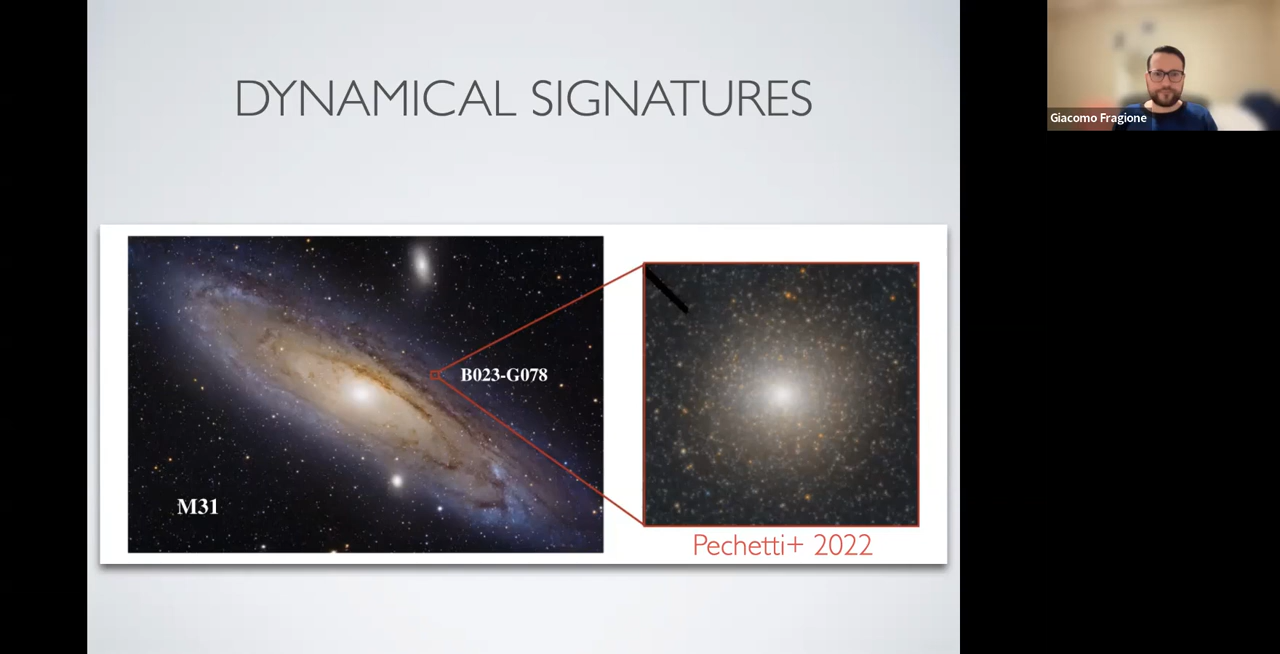 DYNAMICAL SIGNATURES
Giacomo Fragione
B023-G078
M31
Pechetti+ 2022